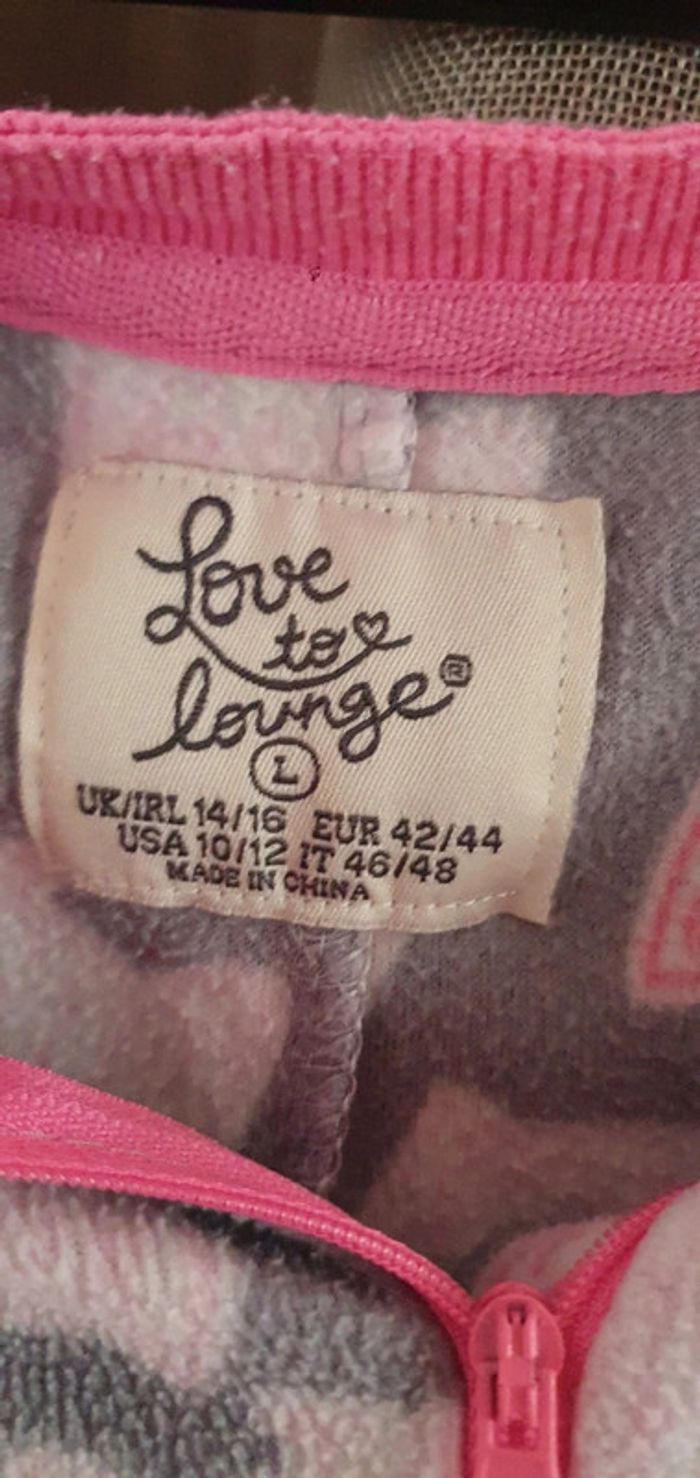 Love
to
lounge®
L
UK/IRL 14/16 EUR 42/44
USA 10/12 IT 46/48
MADE IN CHINA